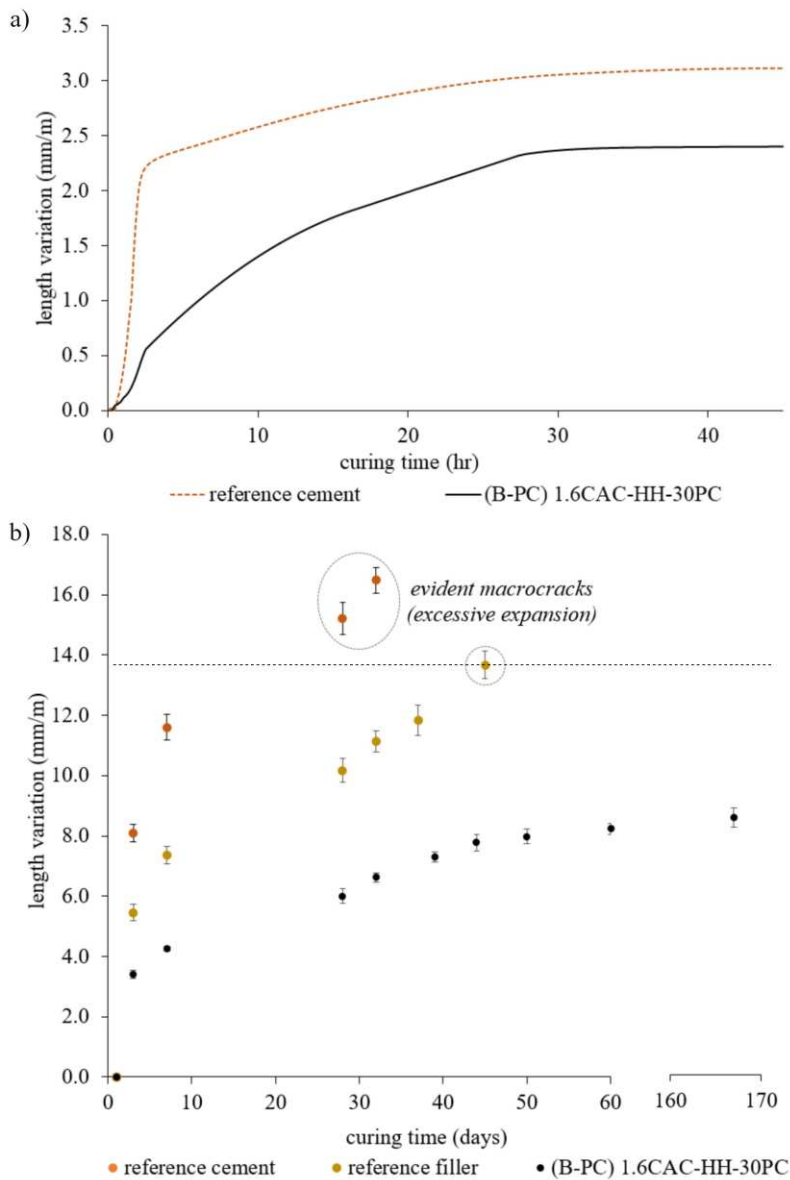 a)
3.5
3.0
2.5
2.0
1.5
1.0
0.5
0.0
length variation (mm/m)
0 10 20 30 40
curing time (hr)
reference cement (B-PC) 1.6CAC-HH-30PC
b)
18.0
16.0
14.0
12.0
10.0
8.0
6.0
4.0
2.0
0.0
length variation (mm/m)
evident macrocracks
(excessive expansion)
0 10 20 30 40 50 60 160 170
curing time (days)
reference cement reference filler (B-PC) 1.6CAC-HH-30PC